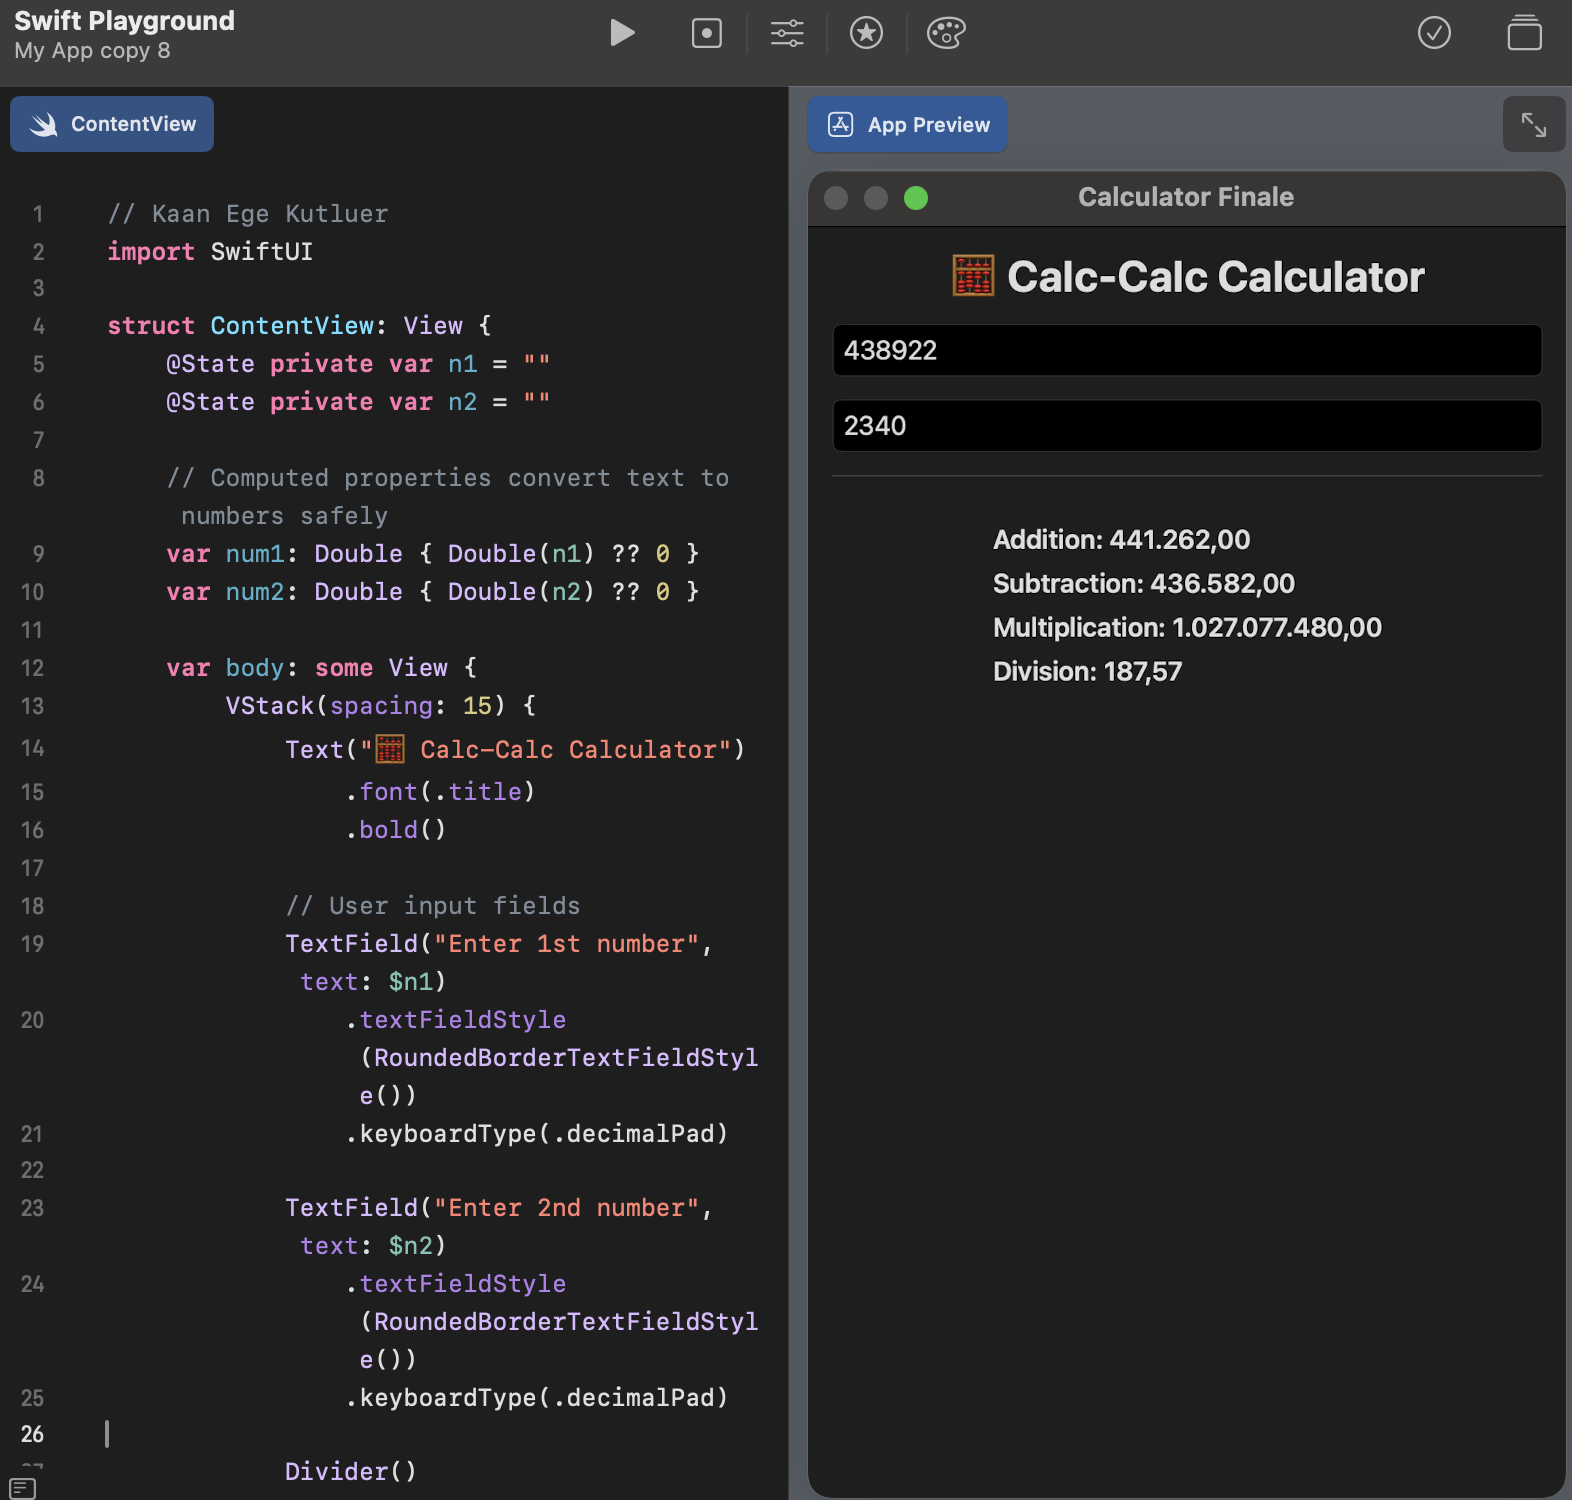 Swift Playground
My App copy 8
ContentView
1 // Kaan Ege Kutluer
2 import SwiftUI
3
4 struct ContentView: View {
5 @State private var n1 = ""
6 @State private var n2 = ""
7
8 // Computed properties convert text to
numbers safely
9 var num1: Double { Double(n1) ?? 0 }
10 var num2: Double { Double(n2) ?? 0 }
11
12 var body: some View {
13 VStack(spacing: 15) {
14 Text("🧮 Calc-Calc Calculator")
15 .font(.title)
16 .bold()
17
18 // User input fields
19 TextField("Enter 1st number",
text: $n1)
20 .textFieldStyle
(RoundedBorderTextFieldStyl
e())
21 .keyboardType(.decimalPad)
22
23 TextField("Enter 2nd number",
text: $n2)
24 .textFieldStyle
(RoundedBorderTextFieldStyl
e())
25 .keyboardType(.decimalPad)
26
Divider()
App Preview
Calculator Finale
🧮 Calc-Calc Calculator
438922
2340
Addition: 441.262,00
Subtraction: 436.582,00
Multiplication: 1.027.077.480,00
Division: 187,57